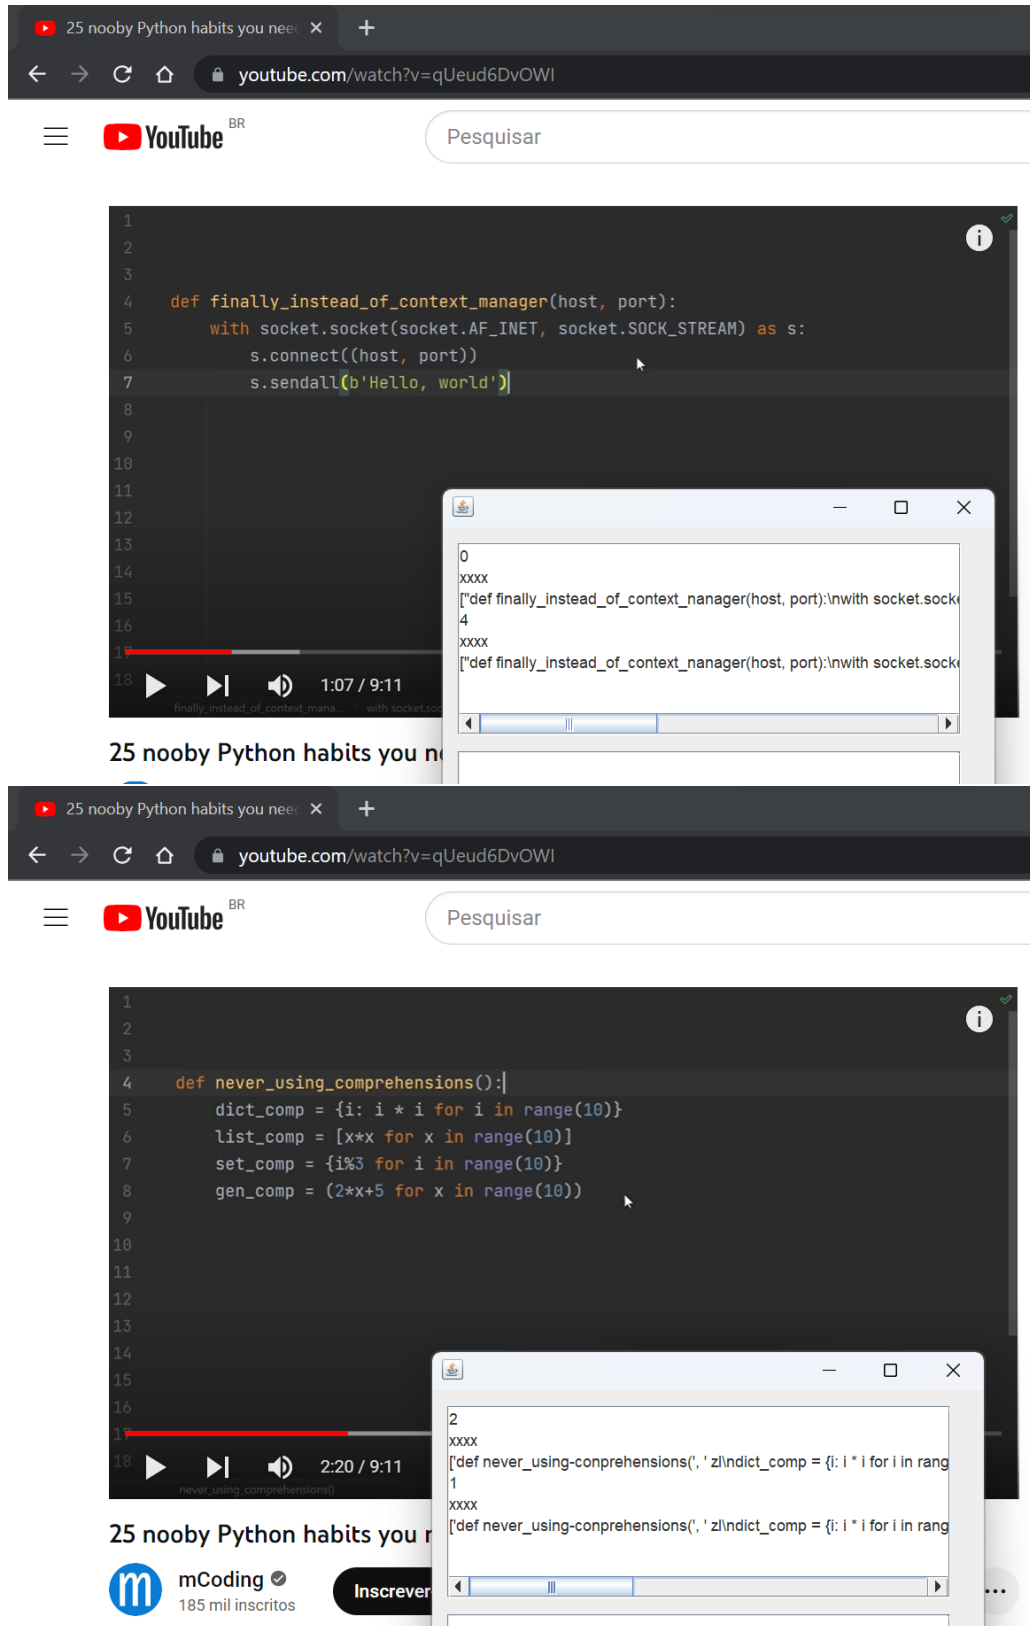 25 nooby Python habits you nee
youtube.com/watch?v=qUeud6DvOWI
YouTube BR
Pesquisar
1
2
3
4 def finally_instead_of_context_manager(host, port):
5 with socket.socket(socket.AF_INET, socket.SOCK_STREAM) as s:
6 s.connect((host, port))
7 s.sendall(b'Hello, world')
8
9
10
11
12
13
14
15
16
17
18
0
xxxx
["def finally_instead_of_context_nanager(host, port):\nwith socket.socke
4
xxxx
["def finally_instead_of_context_nanager(host, port):\nwith socket.socke
1:07 / 9:11
finally_instead_of_context_mana... > with socket.soc
25 nooby Python habits you n
25 nooby Python habits you nee
youtube.com/watch?v=qUeud6DvOWI
YouTube BR
Pesquisar
1
2
3
4 def never_using_comprehensions():
5 dict_comp = {i: i * i for i in range(10)}
6 list_comp = [x*x for x in range(10)]
7 set_comp = {i%3 for i in range(10)}
8 gen_comp = (2*x+5 for x in range(10))
9
10
11
12
13
14
15
16
17
18
2
xxxx
['def never_using-conprehensions(', ' zl\ndict_comp = {i: i * i for i in rang
1
xxxx
['def never_using-conprehensions(', ' zl\ndict_comp = {i: i * i for i in rang
2:20 / 9:11
never_using_comprehensions()
25 nooby Python habits you
mCoding
185 mil inscritos
Inscrever